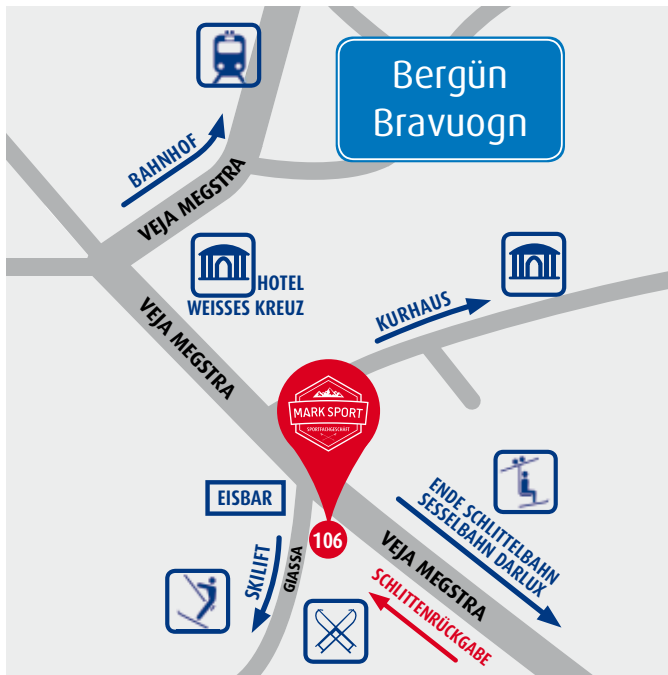 Bergün
Bravuogn
BAHNHOF
VEJA MEGSTRA
HOTEL
WEISSES KREUZ
KURHAUS
VEJA MEGSTRA
MARK SPORT
SPORTFACHGESCHÄFT
EISBAR
ENDE SCHLITTELBAHN
SESSELBAHN DARLUX
106
SKILIFT
GIASSA
VEJA MEGSTRA
SCHLITTENRÜCKGABE